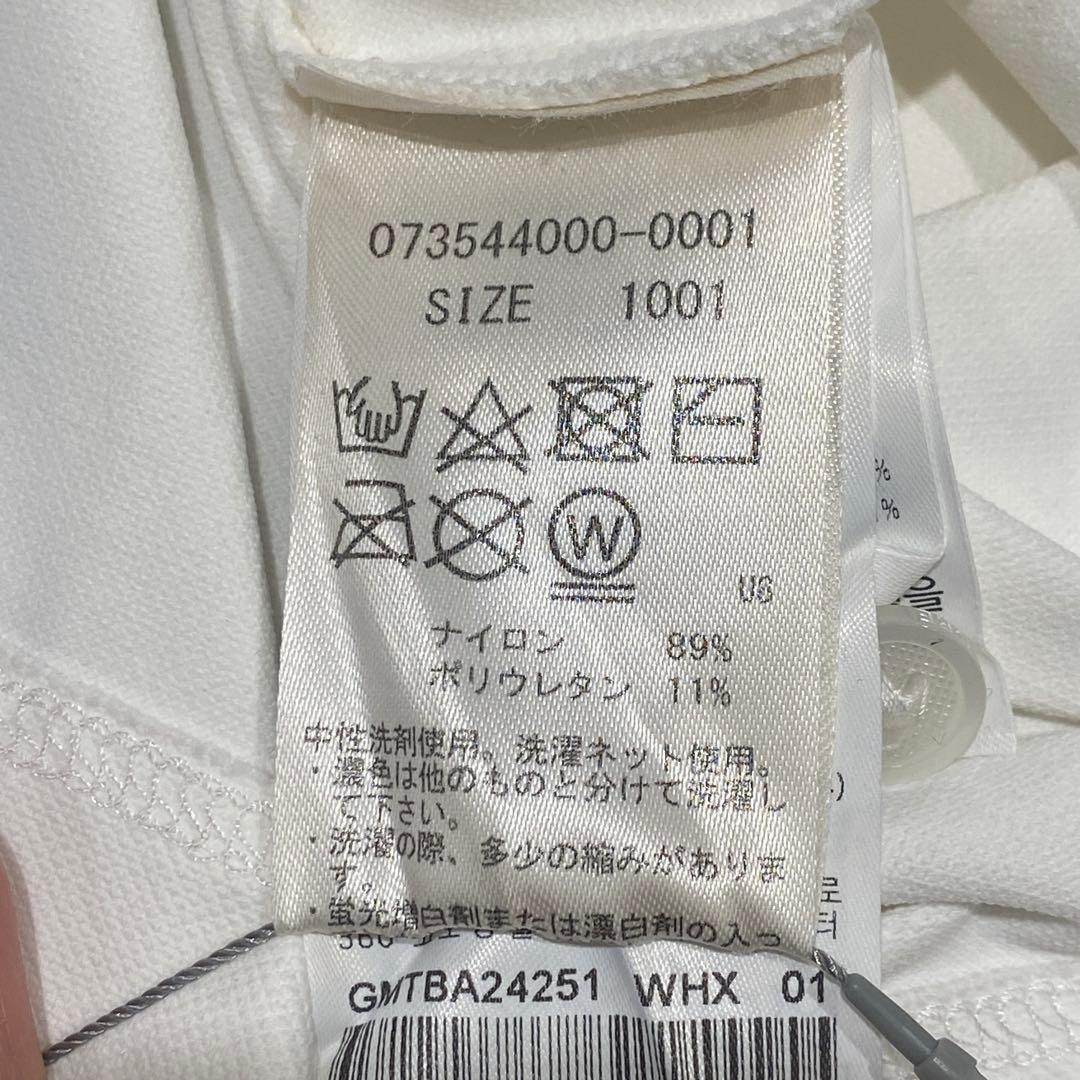 073544000-0001
SIZE 1001
W
U6
ナイロン 89%
ポリウレタン 11%
中性洗剤使用。洗濯ネット使用。
・濃色は他のものと分けて洗濯し
て下さい。
・洗濯の際、多少の縮みがありま
す。
・蛍光増白剤または漂白剤の入っ
%
%
을
로
터
GMTBA24251 WHX 01